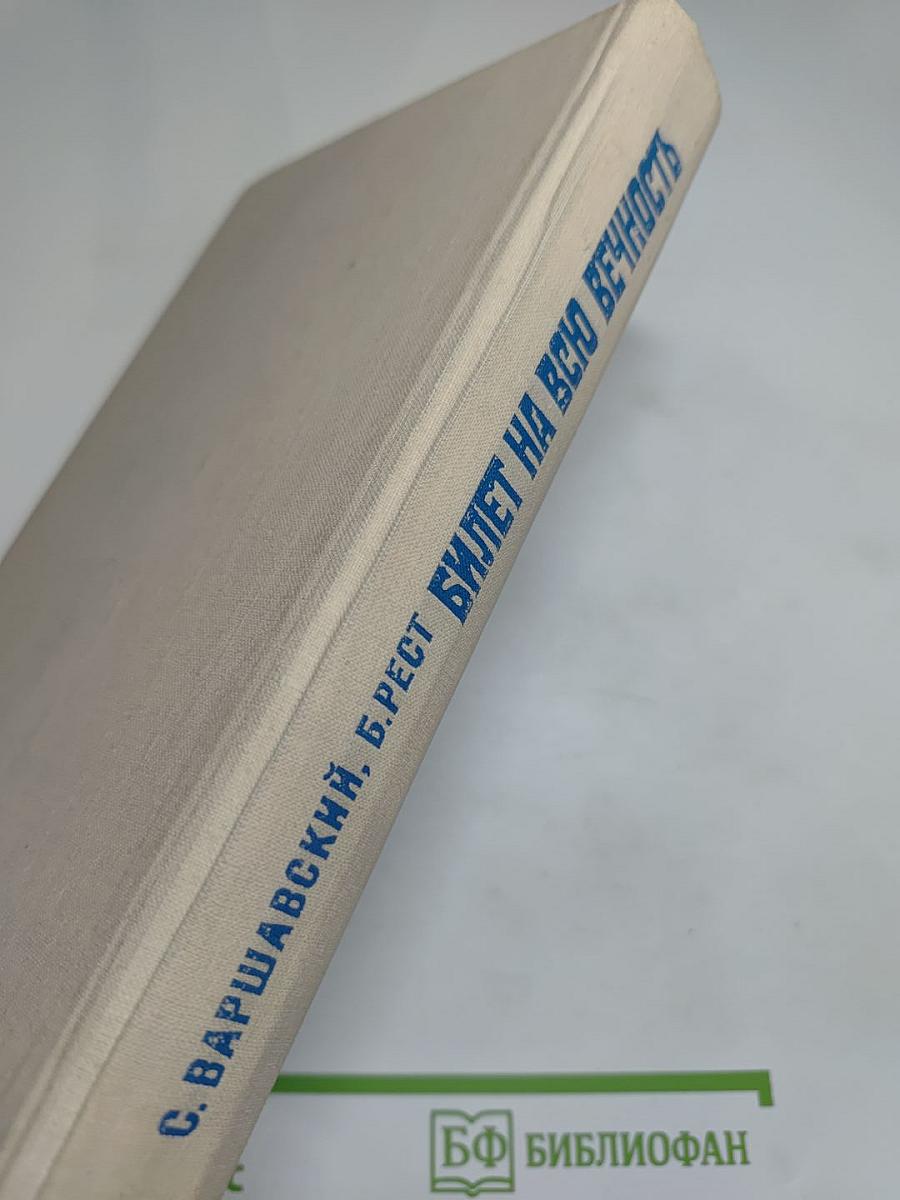 С. ВАРШАВСКИЙ, Б. РЕСТ БИЛЕТ НА ВСЮ ВЕЧНОСТЬ
БФ БИБЛИОФАН